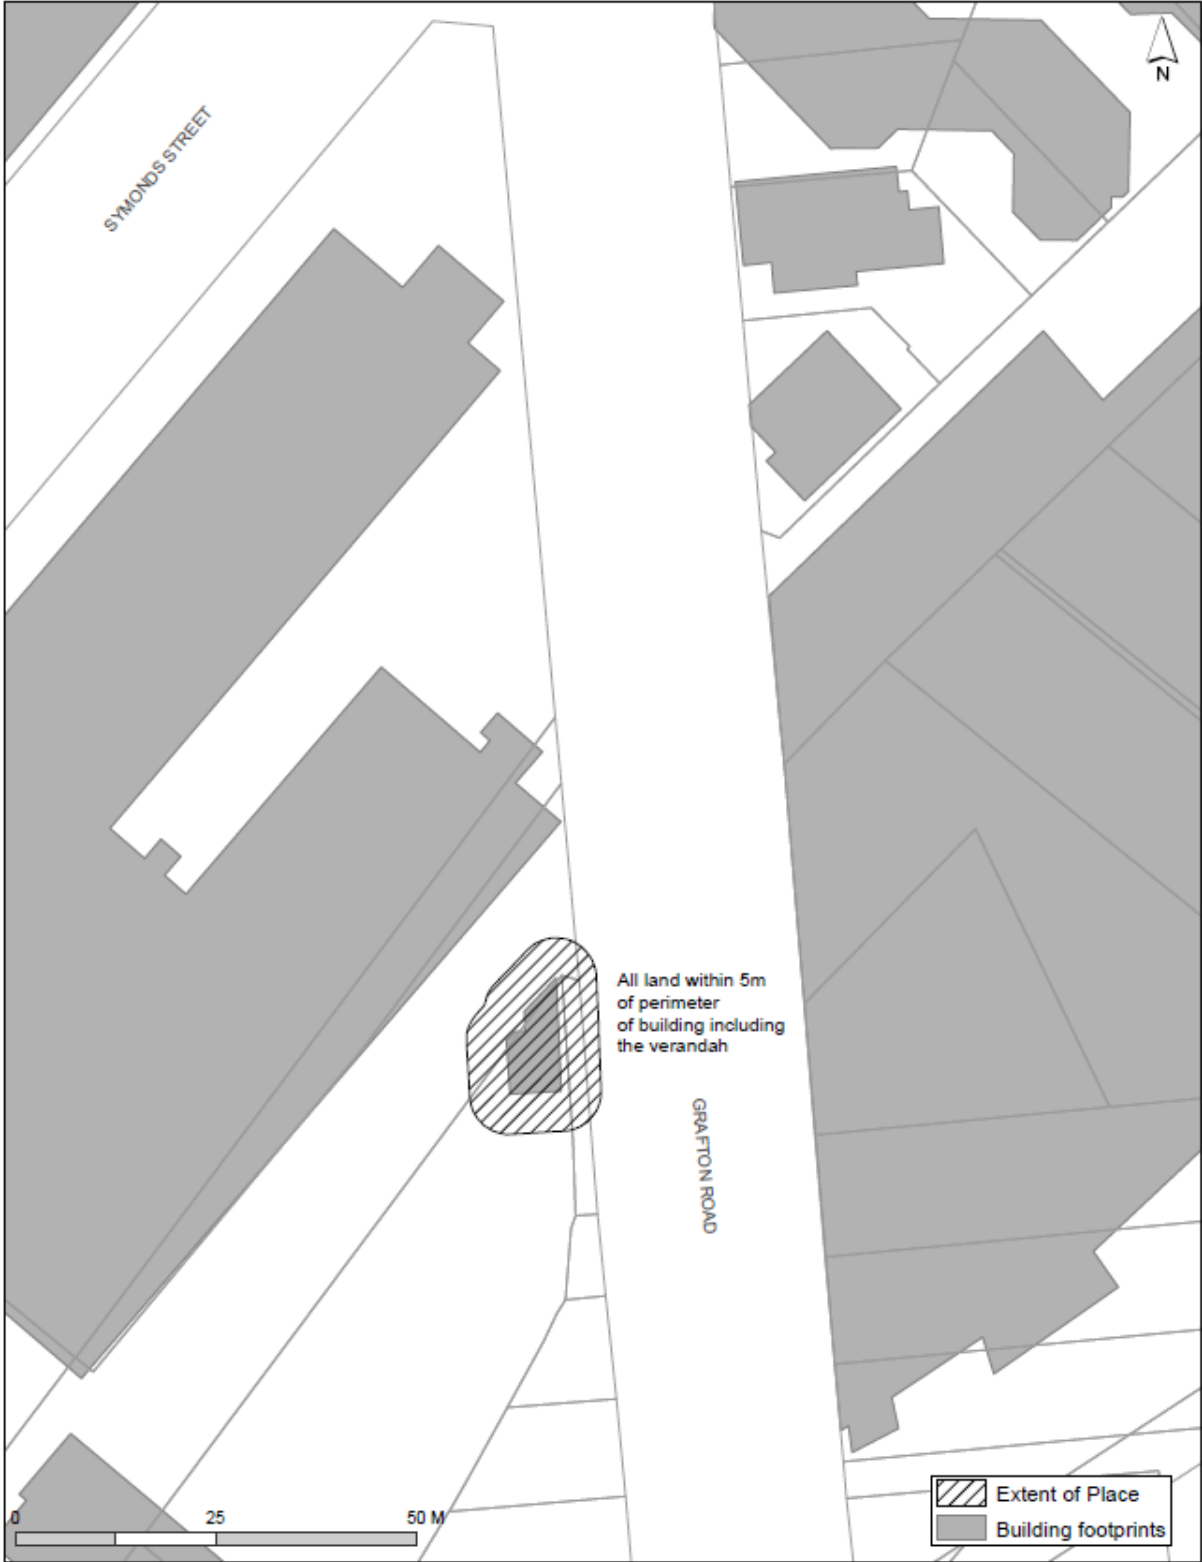 N
SYMONDS STREET
All land within 5m
of perimeter
of building including
the verandah
GRAFTON ROAD
0 25 50 M
Extent of Place
Building footprints